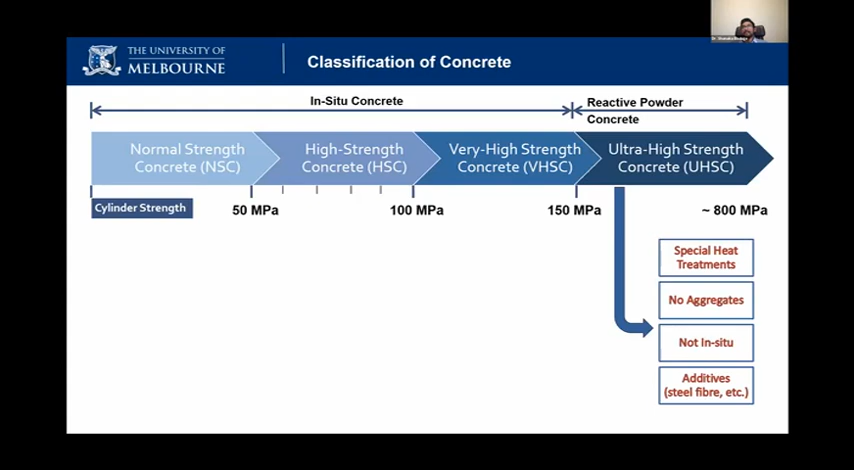 THE UNIVERSITY OF
MELBOURNE
Classification of Concrete
In-Situ Concrete
Reactive Powder
Concrete
Normal Strength
Concrete (NSC)
High-Strength
Concrete (HSC)
Very-High Strength
Concrete (VHSC)
Ultra-High Strength
Concrete (UHSC)
Cylinder Strength
50 MPa
100 MPa
150 MPa
~ 800 MPa
Special Heat
Treatments
No Aggregates
Not In-situ
Additives
(steel fibre, etc.)